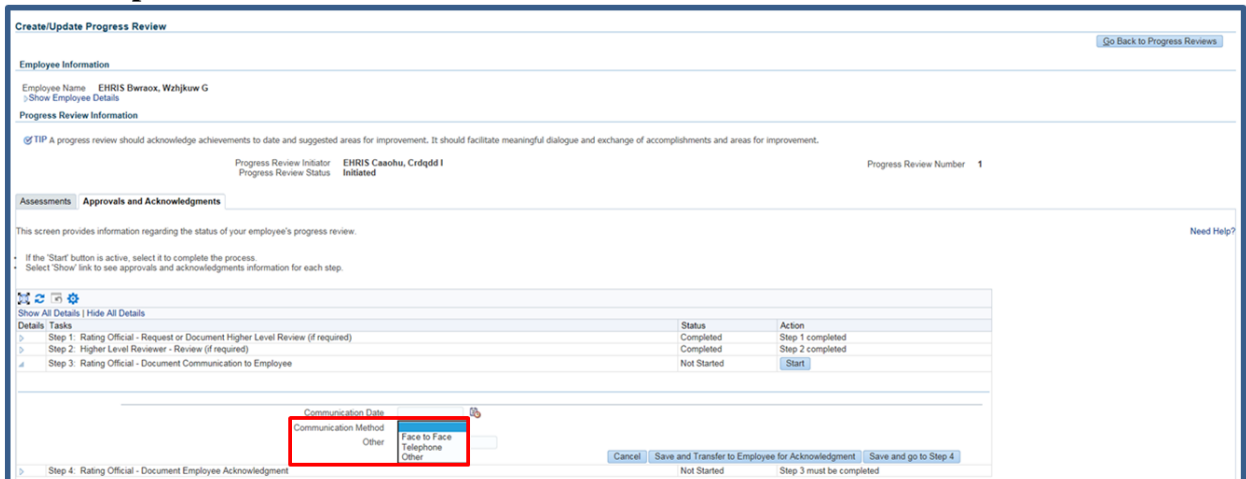 Create/Update Progress Review
Go Back to Progress Reviews
Employee Information
Employee Name EHRIS Bwraox, Wzhjkuw G
Show Employee Details
Progress Review Information
TIP A progress review should acknowledge achievements to date and suggested areas for improvement. It should facilitate meaningful dialogue and exchange of accomplishments and areas for improvement.
Progress Review Initiator EHRIS Caaohu, Crdqdd I Progress Review Number 1
Progress Review Status Initiated
Assessments Approvals and Acknowledgments
This screen provides information regarding the status of your employee's progress review. Need Help?
• If the 'Start' button is active, select it to complete the process.
• Select 'Show' link to see approvals and acknowledgments information for each step.
Show All Details | Hide All Details
Details Tasks Status Action
Step 1: Rating Official - Request or Document Higher Level Review (if required) Completed Step 1 completed
Step 2: Higher Level Reviewer - Review (if required) Completed Step 2 completed
Step 3: Rating Official - Document Communication to Employee Not Started Start
Communication Date
Communication Method
Face to Face
Other
Telephone
Other
Cancel Save and Transfer to Employee for Acknowledgment Save and go to Step 4
Step 4: Rating Official - Document Employee Acknowledgment Not Started Step 3 must be completed